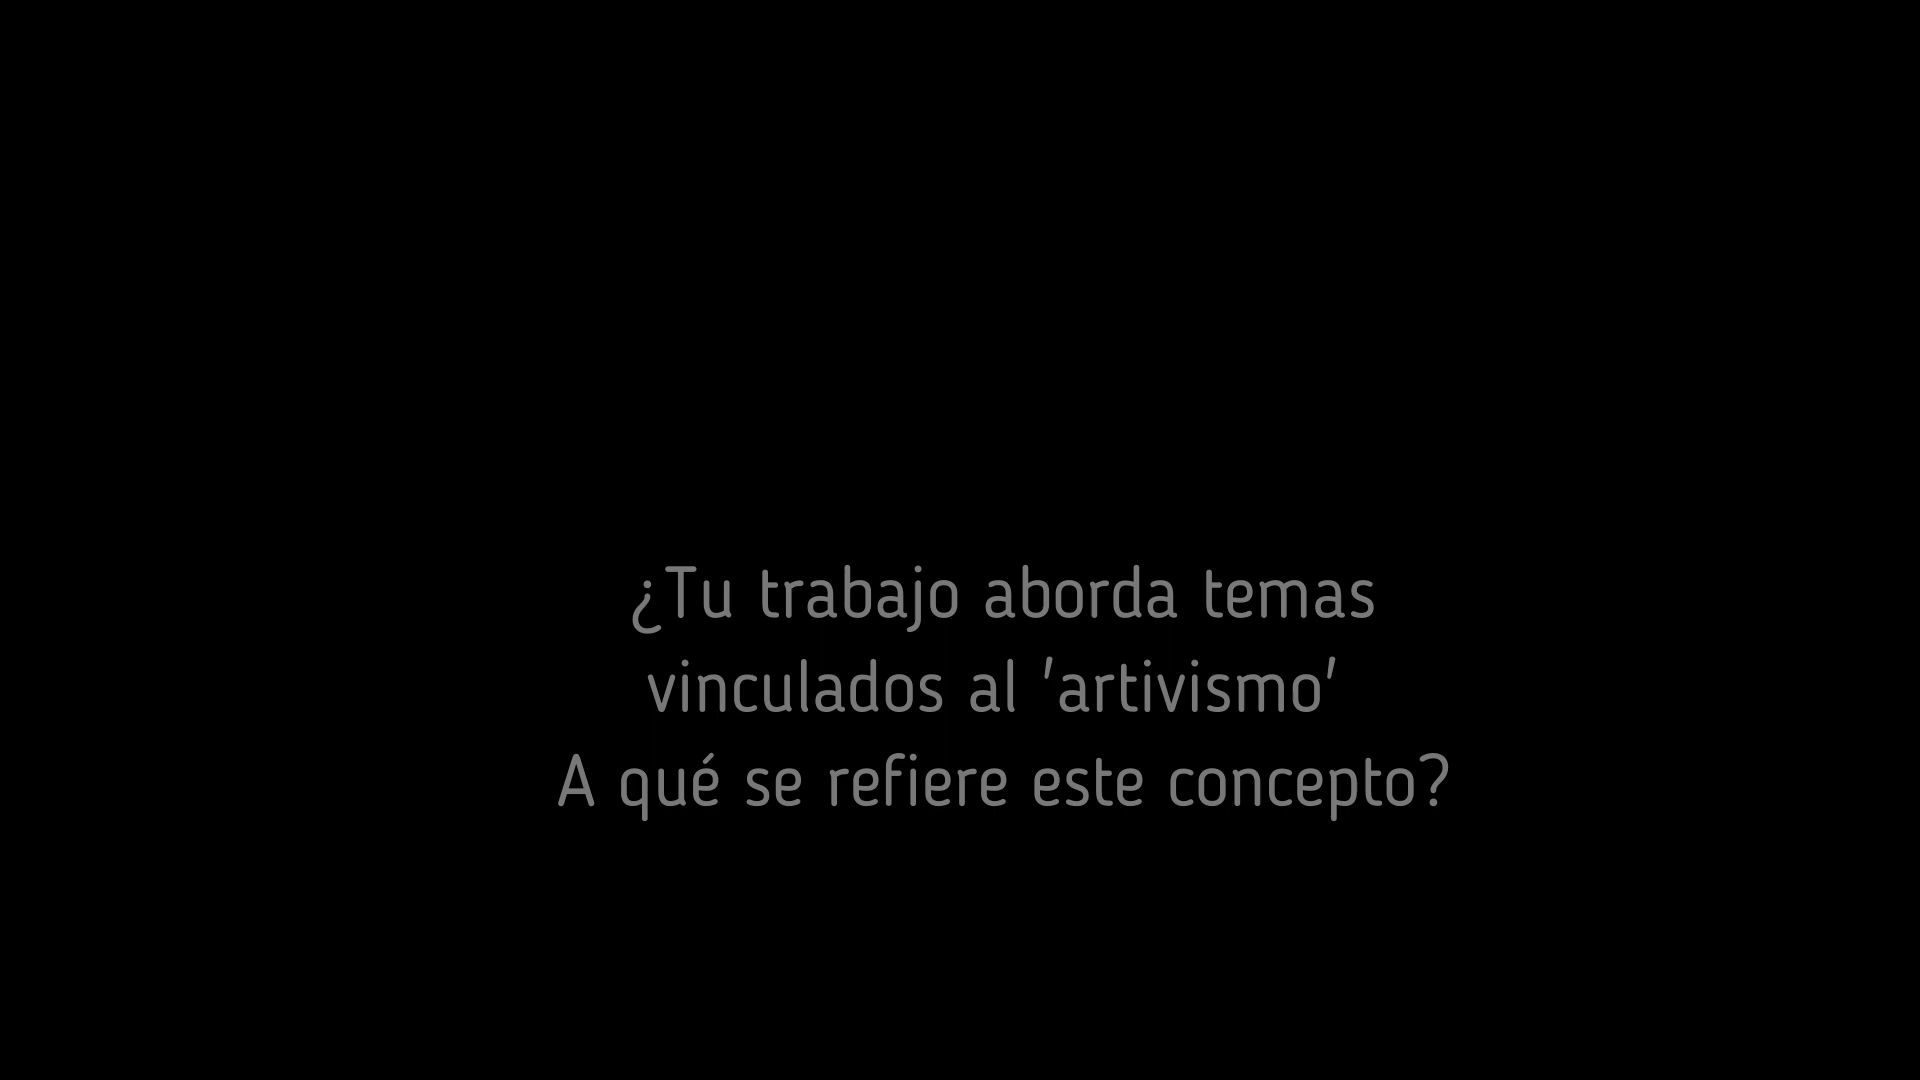 ¿Tu trabajo aborda temas
vinculados al 'artivismo'
A qué se refiere este concepto?